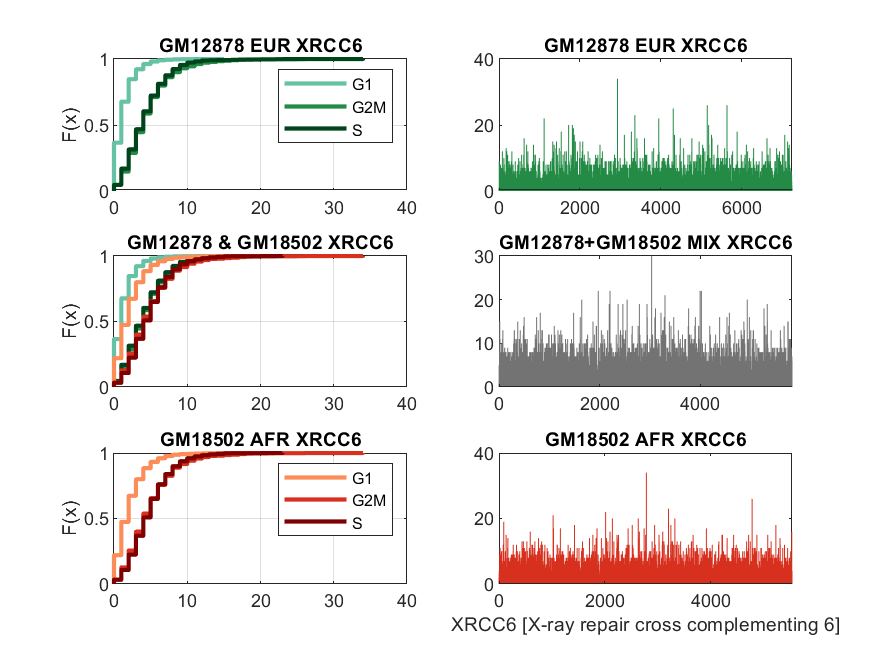 GM12878 EUR XRCC6
1
0.5
0
F(x)
0 10 20 30 40
G1
G2M
S
GM12878 EUR XRCC6
40
20
0
0 2000 4000 6000
GM12878 & GM18502 XRCC6
1
0.5
0
F(x)
0 10 20 30 40
GM12878+GM18502 MIX XRCC6
30
20
10
0
0 2000 4000
GM18502 AFR XRCC6
1
0.5
0
F(x)
0 10 20 30 40
G1
G2M
S
GM18502 AFR XRCC6
40
20
0
0 2000 4000
XRCC6 [X-ray repair cross complementing 6]